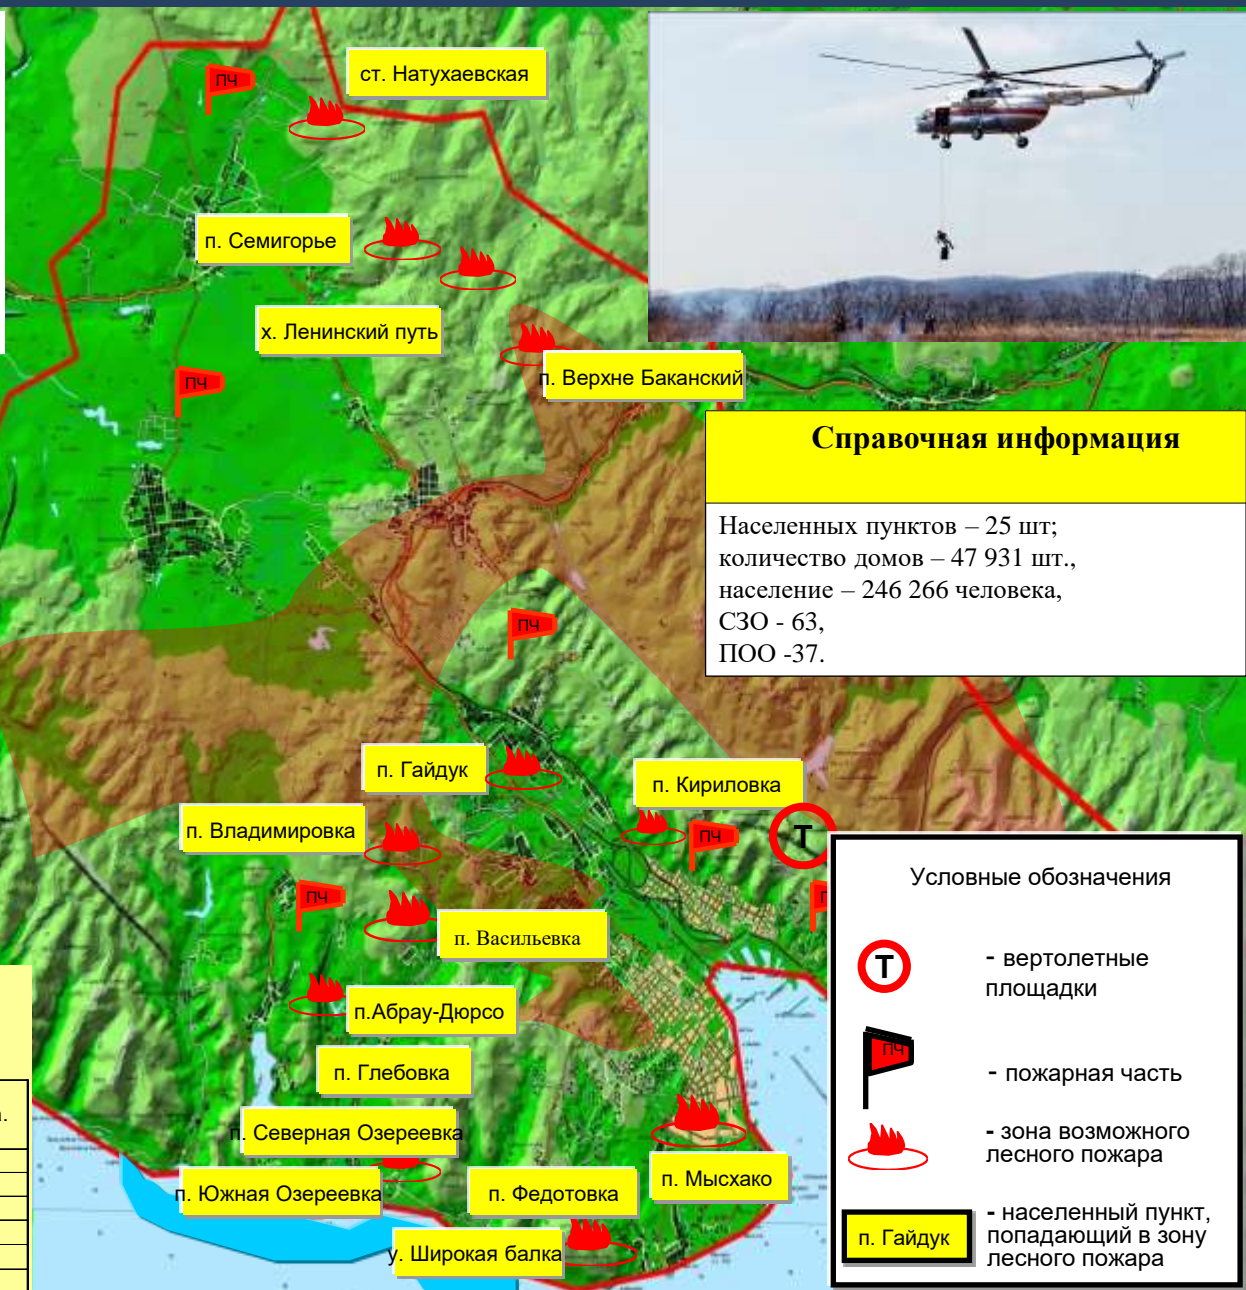 ПЧ
ст. Натухаевская
п. Семигорье
х. Ленинский путь
п. Верхне Баканский
ПЧ
Справочная информация
Населенных пунктов – 25 шт;
количество домов – 47 931 шт.,
население – 246 266 человека,
СЗО - 63,
ПОО -37.
ПЧ
п. Гайдук
п. Кириловка
п. Владимировка
ПЧ
Т
ПЧ
п. Васильевка
п.Абрау-Дюрсо
п. Глебовка
п. Северная Озереевка
п. Южная Озереевка
п. Федотовка
п. Мысхако
у. Широкая балка
Условные обозначения
Т
- вертолетные
площадки
ПЧ
- пожарная часть
- зона возможного
лесного пожара
п. Гайдук
- населенный пункт,
попадающий в зону
лесного пожара